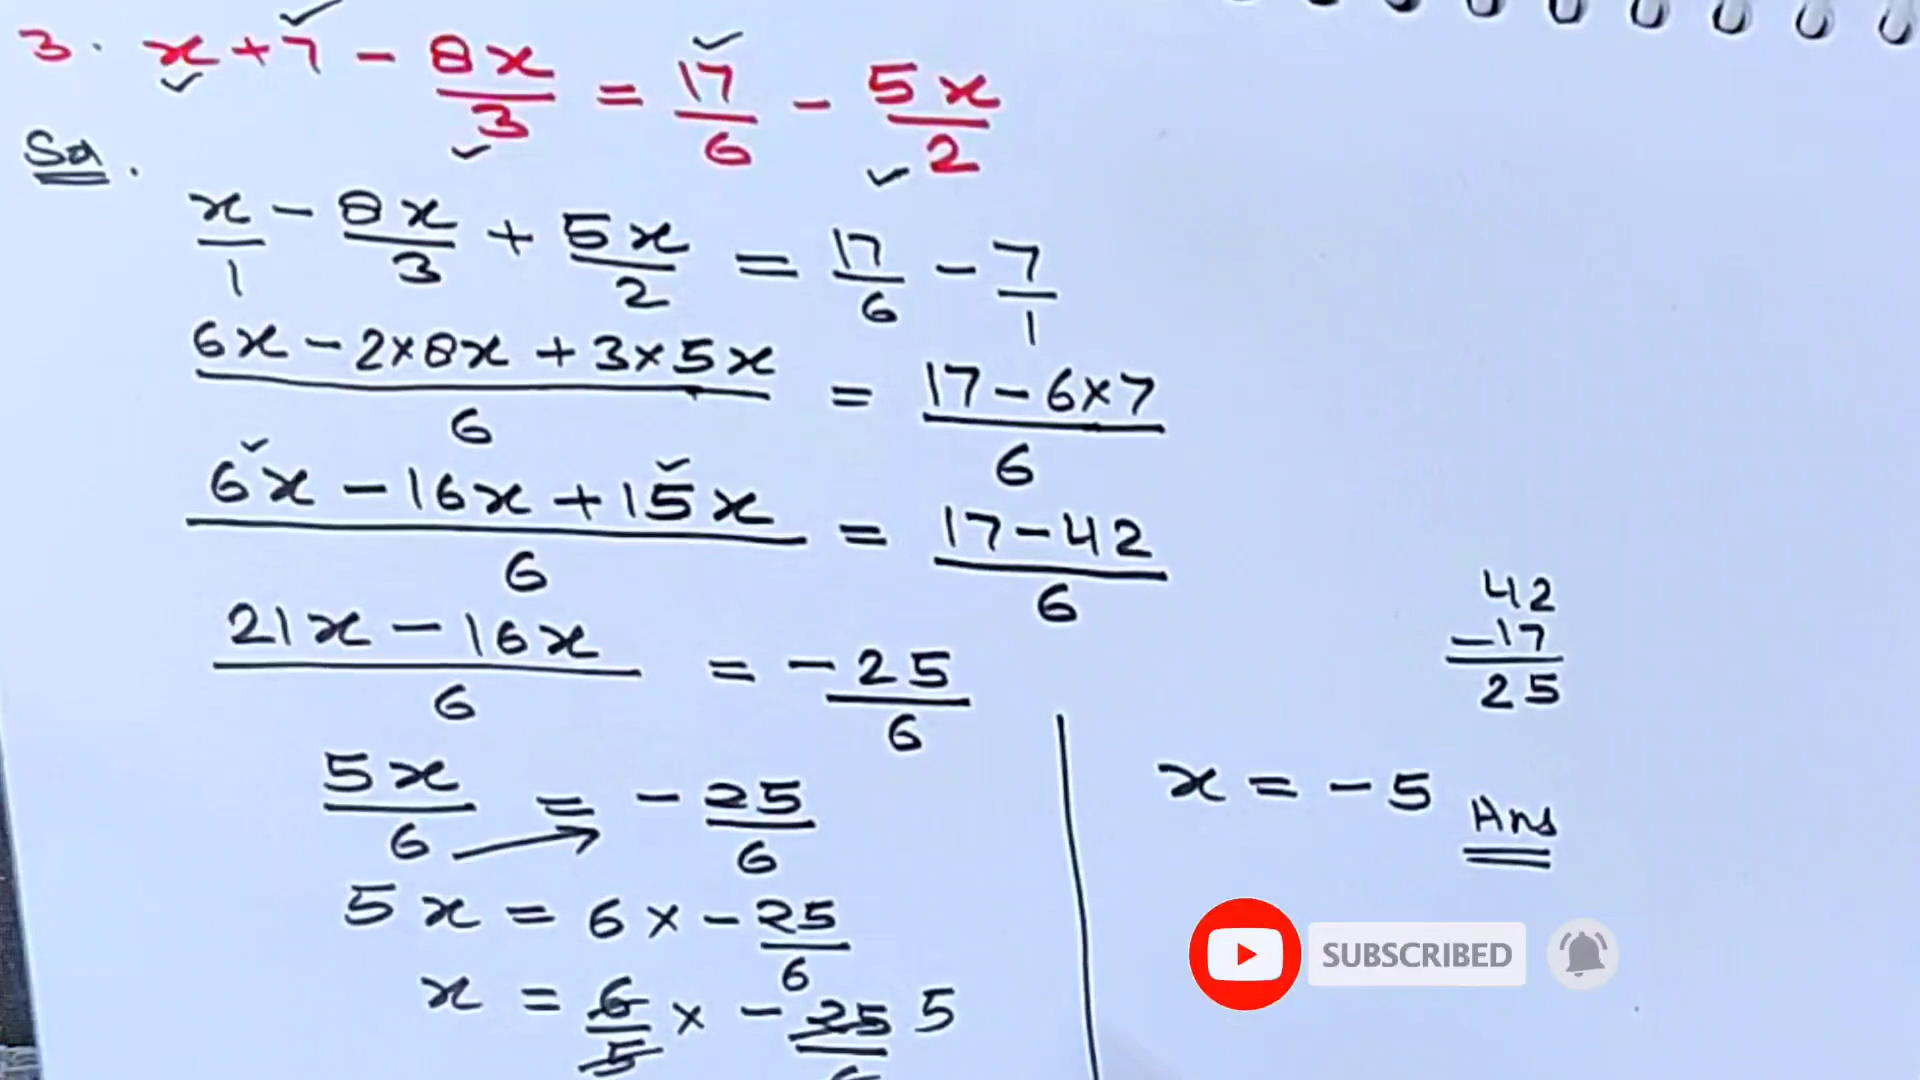 3. x + 7 - 8x/3 = 17/6 - 5x/2
Sol.
x/1 - 8x/3 + 5x/2 = 17/6 - 7/1
6x - 2×8x + 3×5x / 6 = 17 - 6×7 / 6
6x - 16x + 15x / 6 = 17 - 42 / 6
21x - 16x / 6 = -25/6
5x/6 = -25/6
5x = 6 × -25/6
x = 6/5 × -25 5
42
-17
25
x = -5 Ans
SUBSCRIBED